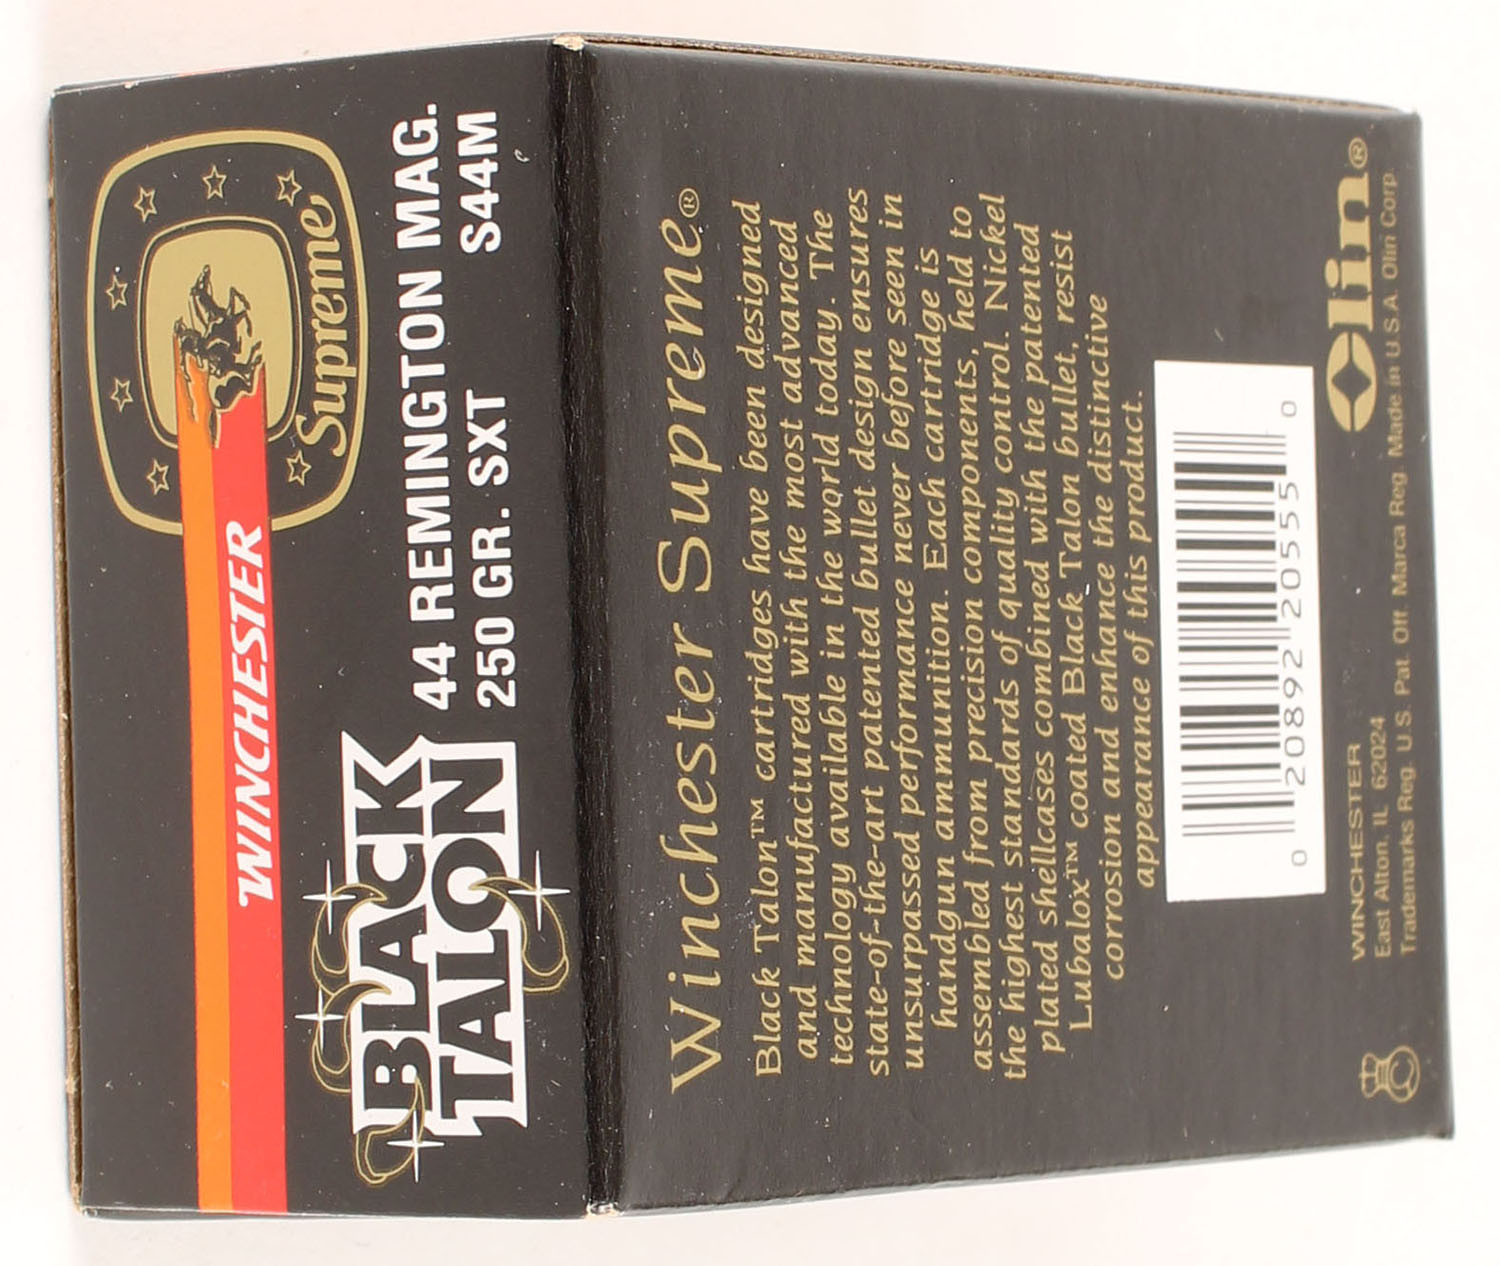 Supreme®
WINCHESTER
BLACK
TALON
44 REMINGTON MAG.
250 GR. SXT S44M
Winchester Supreme®
Black Talon™ cartridges have been designed
and manufactured with the most advanced
technology available in the world today. The
state-of-the-art patented bullet design ensures
unsurpassed performance never before seen in
handgun ammunition. Each cartridge is
assembled from precision components, held to
the highest standards of quality control. Nickel
plated shellcases combined with the patented
Lubalox™ coated Black Talon bullet, resist
corrosion and enhance the distinctive
appearance of this product.
0 20892 20555 0
WINCHESTER
East Alton, IL 62024
Trademarks Reg. U.S. Pat. Off. Marca Reg. Made in U.S.A. Olin Corp.
Olin®